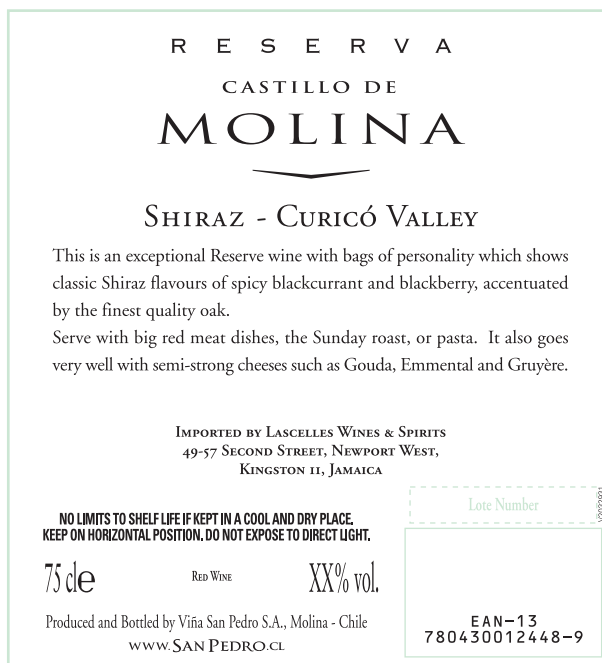 RESERVA
CASTILLO DE
MOLINA
SHIRAZ - CURICÓ VALLEY
This is an exceptional Reserve wine with bags of personality which shows
classic Shiraz flavours of spicy blackcurrant and blackberry, accentuated
by the finest quality oak.
Serve with big red meat dishes, the Sunday roast, or pasta. It also goes
very well with semi-strong cheeses such as Gouda, Emmental and Gruyère.
IMPORTED BY LASCELLES WINES & SPIRITS
49-57 SECOND STREET, NEWPORT WEST,
KINGSTON 11, JAMAICA
NO LIMITS TO SHELF LIFE IF KEPT IN A COOL AND DRY PLACE.
KEEP ON HORIZONTAL POSITION. DO NOT EXPOSE TO DIRECT LIGHT.
Lote Number
75 cl e
RED WINE
XX% vol.
Produced and Bottled by Viña San Pedro S.A., Molina - Chile
WWW.SANPEDRO.CL
EAN-13
780430012448-9